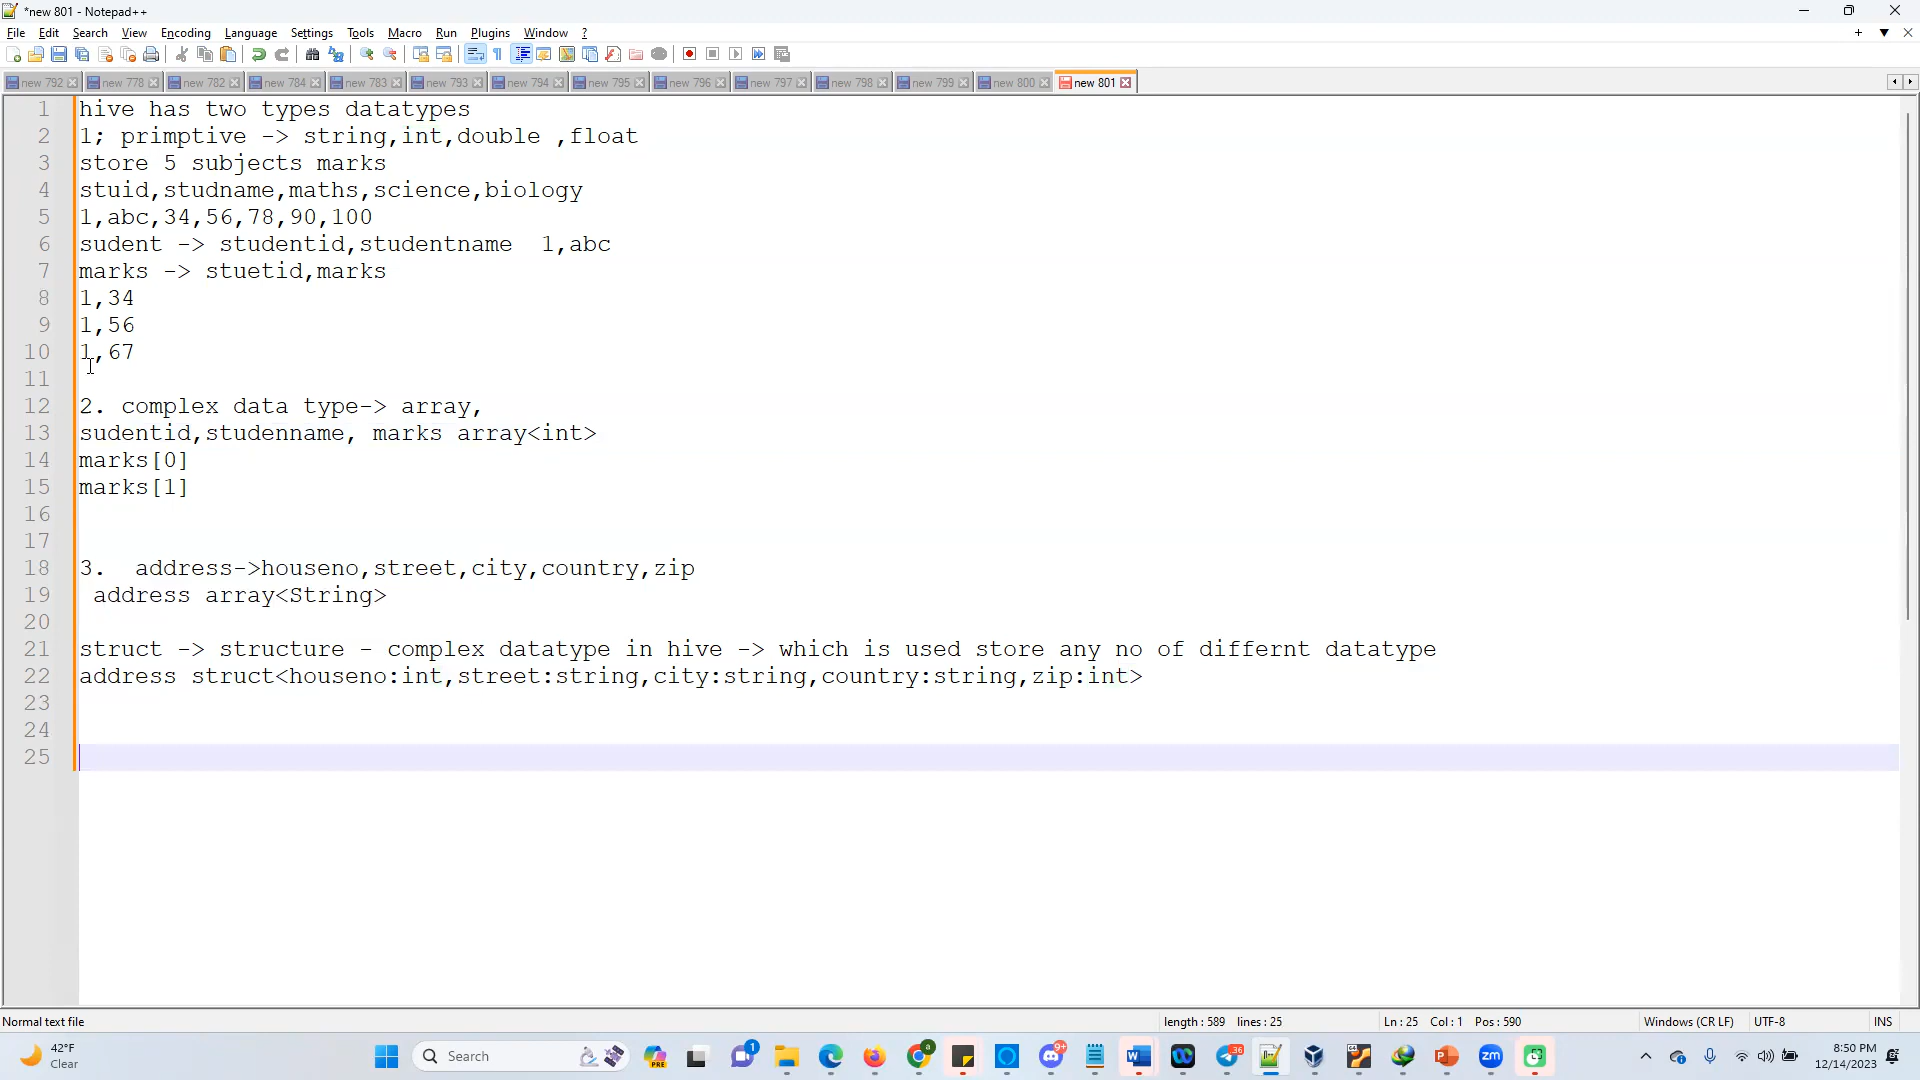 *new 801 - Notepad++
File Edit Search View Encoding Language Settings Tools Macro Run Plugins Window ?
new 792 new 778 new 782 new 784 new 783 new 793 new 794 new 795 new 796 new 797 new 798 new 799 new 800 new 801
1 hive has two types datatypes
2 1; primptive -> string,int,double ,float
3 store 5 subjects marks
4 stuid,studname,maths,science,biology
5 1,abc,34,56,78,90,100
6 sudent -> studentid,studentname 1,abc
7 marks -> stuetid,marks
8 1,34
9 1,56
10 1,67
11
12 2. complex data type-> array,
13 sudentid,studenname, marks array<int>
14 marks[0]
15 marks[1]
16
17
18 3. address->houseno,street,city,country,zip
19 address array<String>
20
21 struct -> structure - complex datatype in hive -> which is used store any no of differnt datatype
22 address struct<houseno:int,street:string,city:string,country:string,zip:int>
23
24
25
Normal text file length : 589 lines : 25 Ln : 25 Col : 1 Pos : 590 Windows (CR LF) UTF-8 INS
42°F
Clear
Search
8:50 PM
12/14/2023